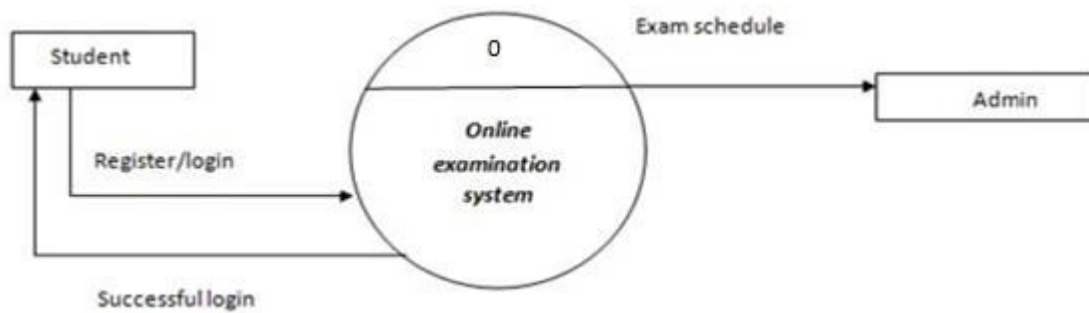 Exam schedule
Student
0
Admin
Online
examination
system
Register/login
Successful login